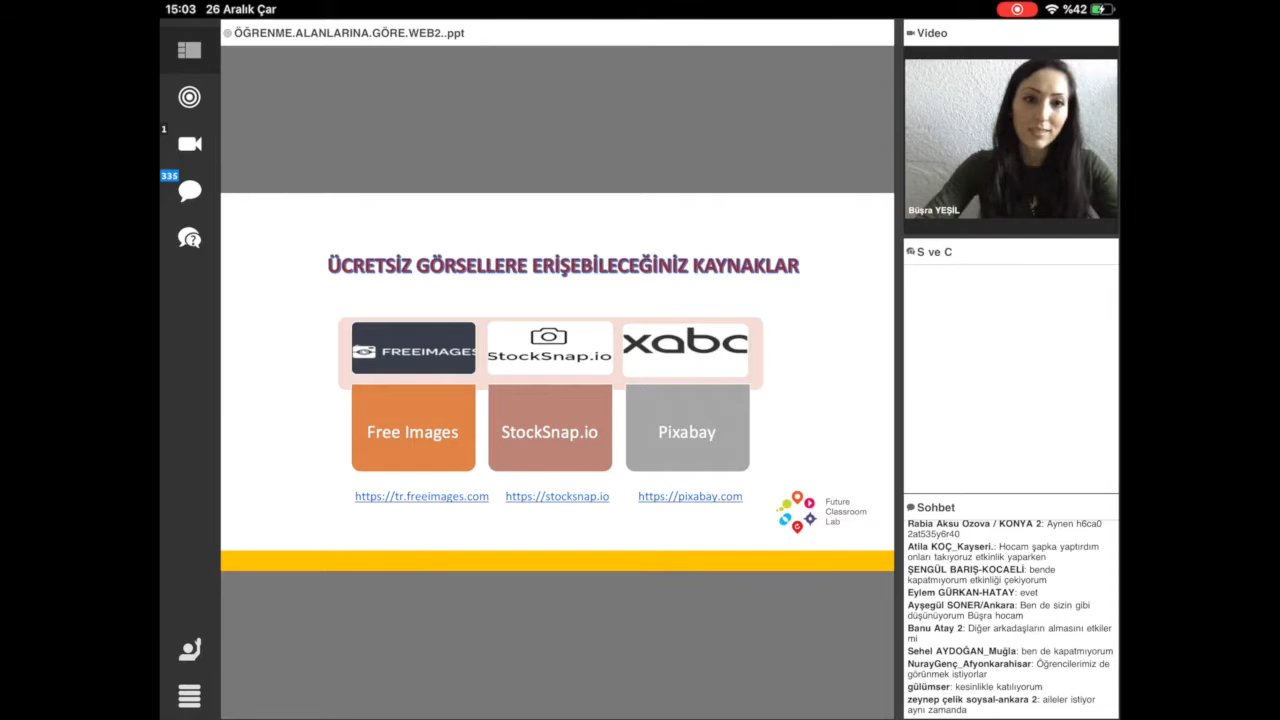 15:03 26 Aralık Çar
%42
ÖĞRENME.ALANLARINA.GÖRE.WEB2..ppt
Video
1
335
Büşra YEŞİL
S ve C
ÜCRETSİZ GÖRSELLERE ERİŞEBİLECEĞİNİZ KAYNAKLAR
FREEIMAGES
StockSnap.io
xabc
Free Images
StockSnap.io
Pixabay
https://tr.freeimages.com
https://stocksnap.io
https://pixabay.com
Future
Classroom
Lab
Sohbet
Rabia Aksu Ozova / KONYA 2: Aynen h6ca0
2at535y6r40
Atila KOÇ_Kayseri.: Hocam şapka yaptırdım
onları takıyoruz etkinlik yaparken
ŞENGÜL BARIŞ-KOCAELİ: bende
kapatmıyorum etkinliği çekiyorum
Eylem GÜRKAN-HATAY: evet
Ayşegül SONER/Ankara: Ben de sizin gibi
düşünüyorum Büşra hocam
Banu Atay 2: Diğer arkadaşların almasını etkiler
mi
Sehel AYDOĞAN_Muğla: ben de kapatmıyorum
NurayGenç_Afyonkarahisar: Öğrencilerimiz de
görünmek istiyorlar
gülümser: kesinlikle katılıyorum
zeynep çelik soysal-ankara 2: aileler istiyor
aynı zamanda